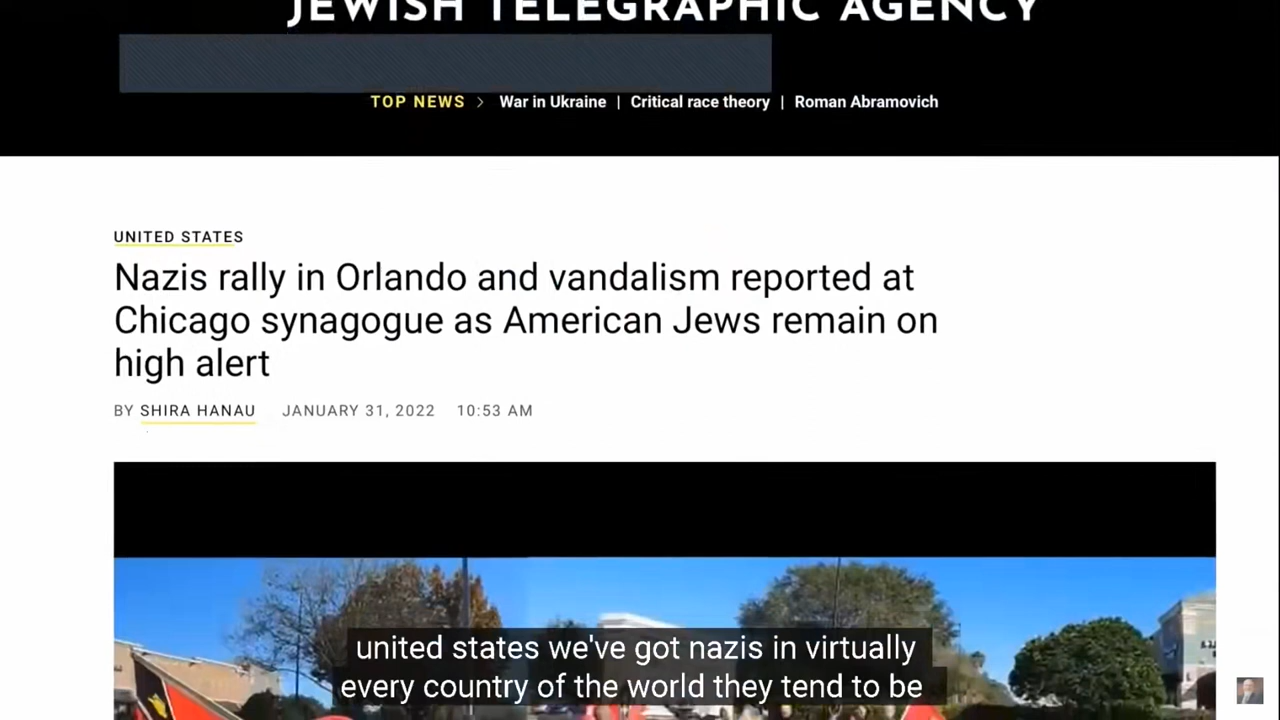 JEWISH TELEGRAPHIC AGENCY
TOP NEWS > War in Ukraine | Critical race theory | Roman Abramovich
UNITED STATES
Nazis rally in Orlando and vandalism reported at
Chicago synagogue as American Jews remain on
high alert
BY SHIRA HANAU JANUARY 31, 2022 10:53 AM
united states we've got nazis in virtually
every country of the world they tend to be